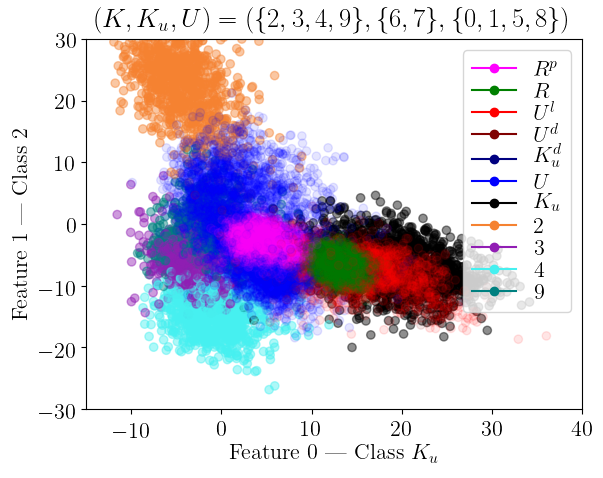 (K, K_u, U) = ({2, 3, 4, 9}, {6, 7}, {0, 1, 5, 8})
30
20
10
0
−10
−20
−30
Feature 1 — Class 2
R^p
R
U^l
U^d
K_u^d
U
K_u
2
3
4
9
−10
0
10
20
30
40
Feature 0 — Class K_u